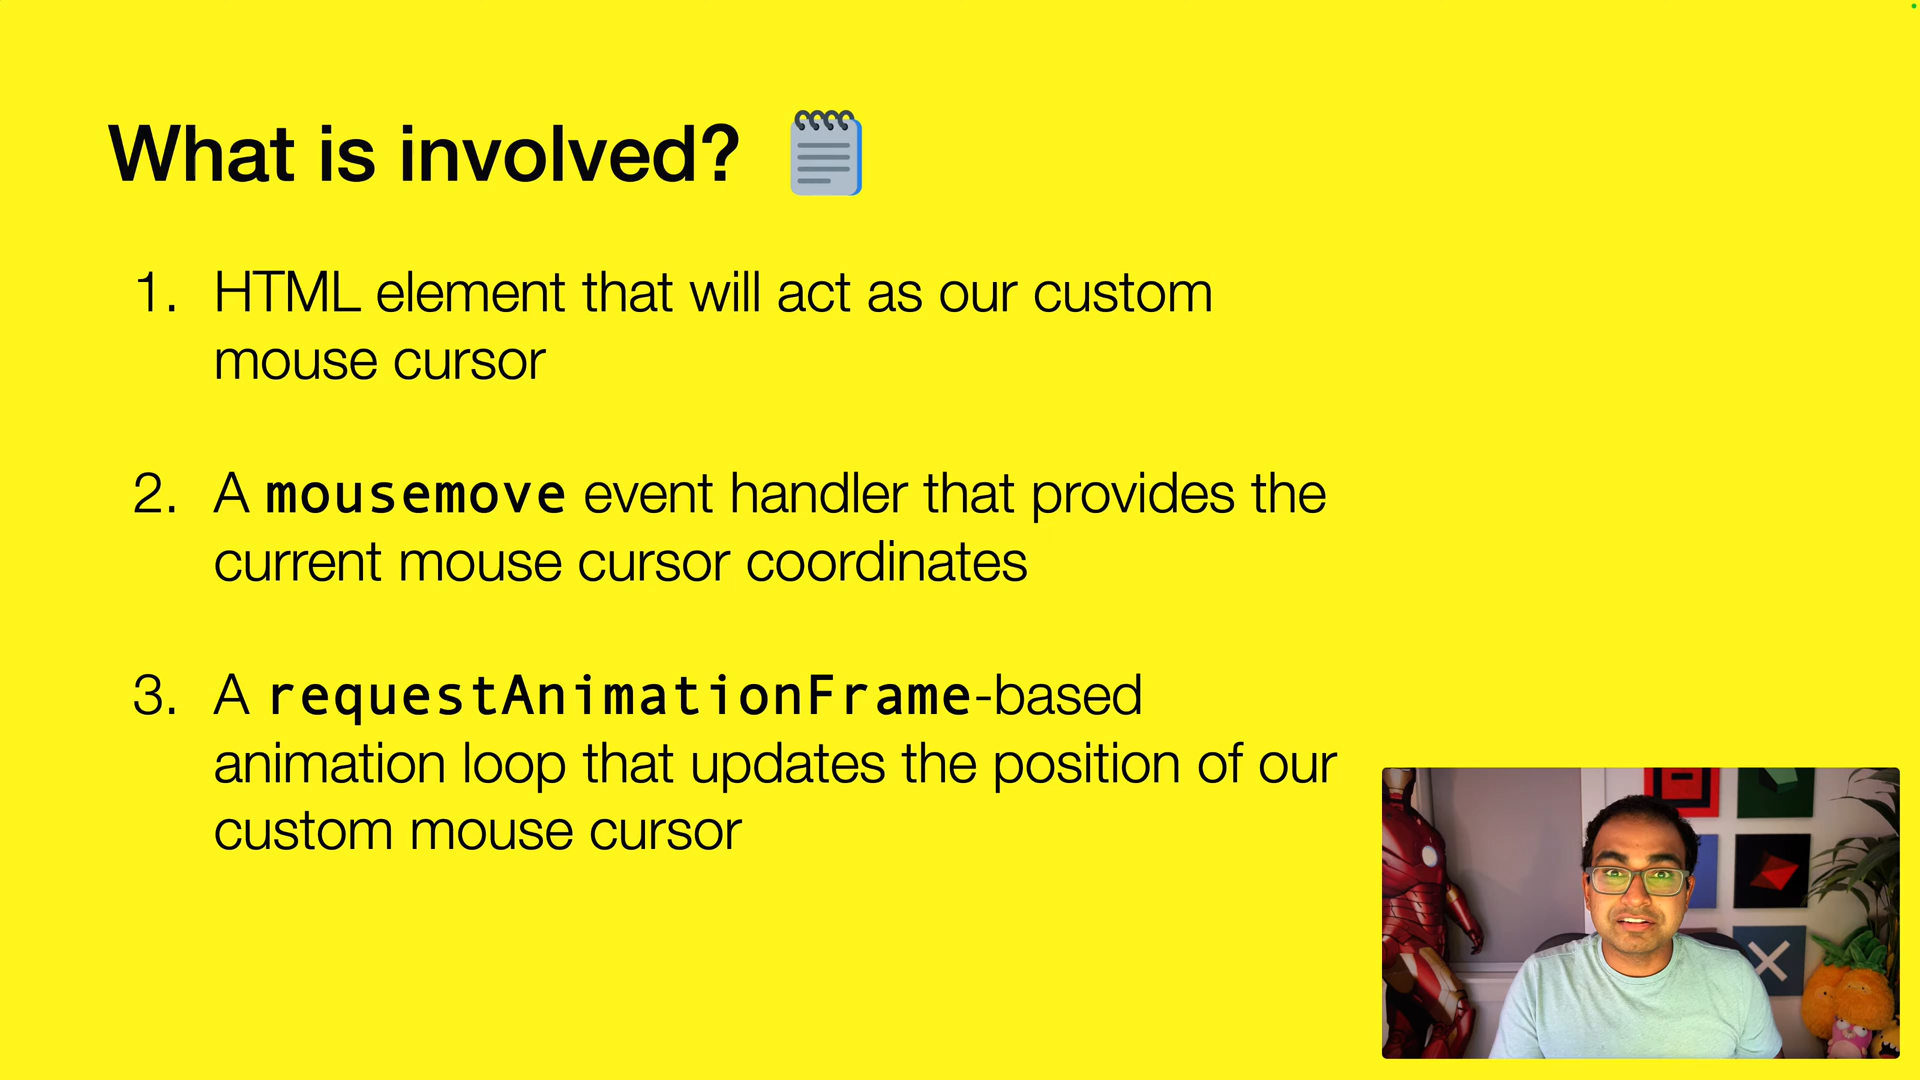 What is involved?
1. HTML element that will act as our custom
mouse cursor
2. A mousemove event handler that provides the
current mouse cursor coordinates
3. A requestAnimationFrame-based
animation loop that updates the position of our
custom mouse cursor